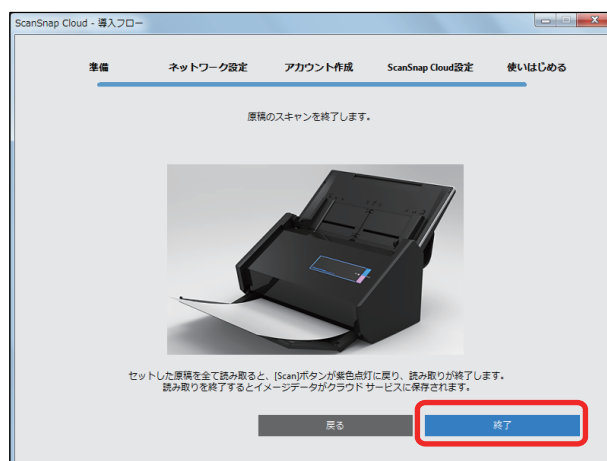 ScanSnap Cloud - 導入フロー
準備 ネットワーク設定 アカウント作成 ScanSnap Cloud設定 使いはじめる
原稿のスキャンを終了します。
セットした原稿を全て読み取ると、[Scan]ボタンが紫色点灯に戻り、読み取りが終了します。
読み取りを終了するとイメージデータがクラウド サービスに保存されます。
戻る 終了